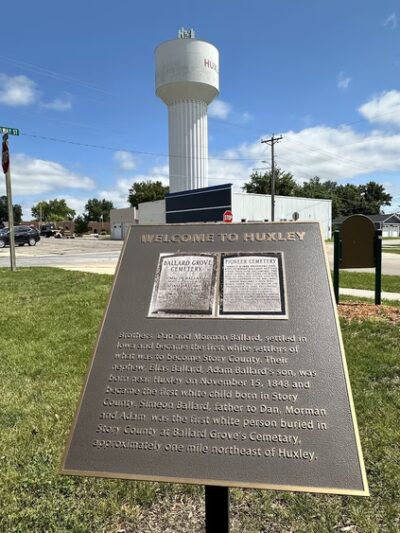 HUX
STOP
WELCOME TO HUXLEY
BALLARD GROVE
CEMETERY
PIONEER CEMETERY
Brothers, Dan and Morman Ballard, settled in
Iowa and became the first white settlers of
what was to become Story County. Their
nephew, Elias Ballard, Adam Ballard's son, was
born near Huxley on November 15, 1848 and
became the first white child born in Story
County. Simeon Ballard, father to Dan, Morman
and Adam was the first white person buried in
Story County at Ballard Grove's Cemetary,
approximately one mile northeast of Huxley.